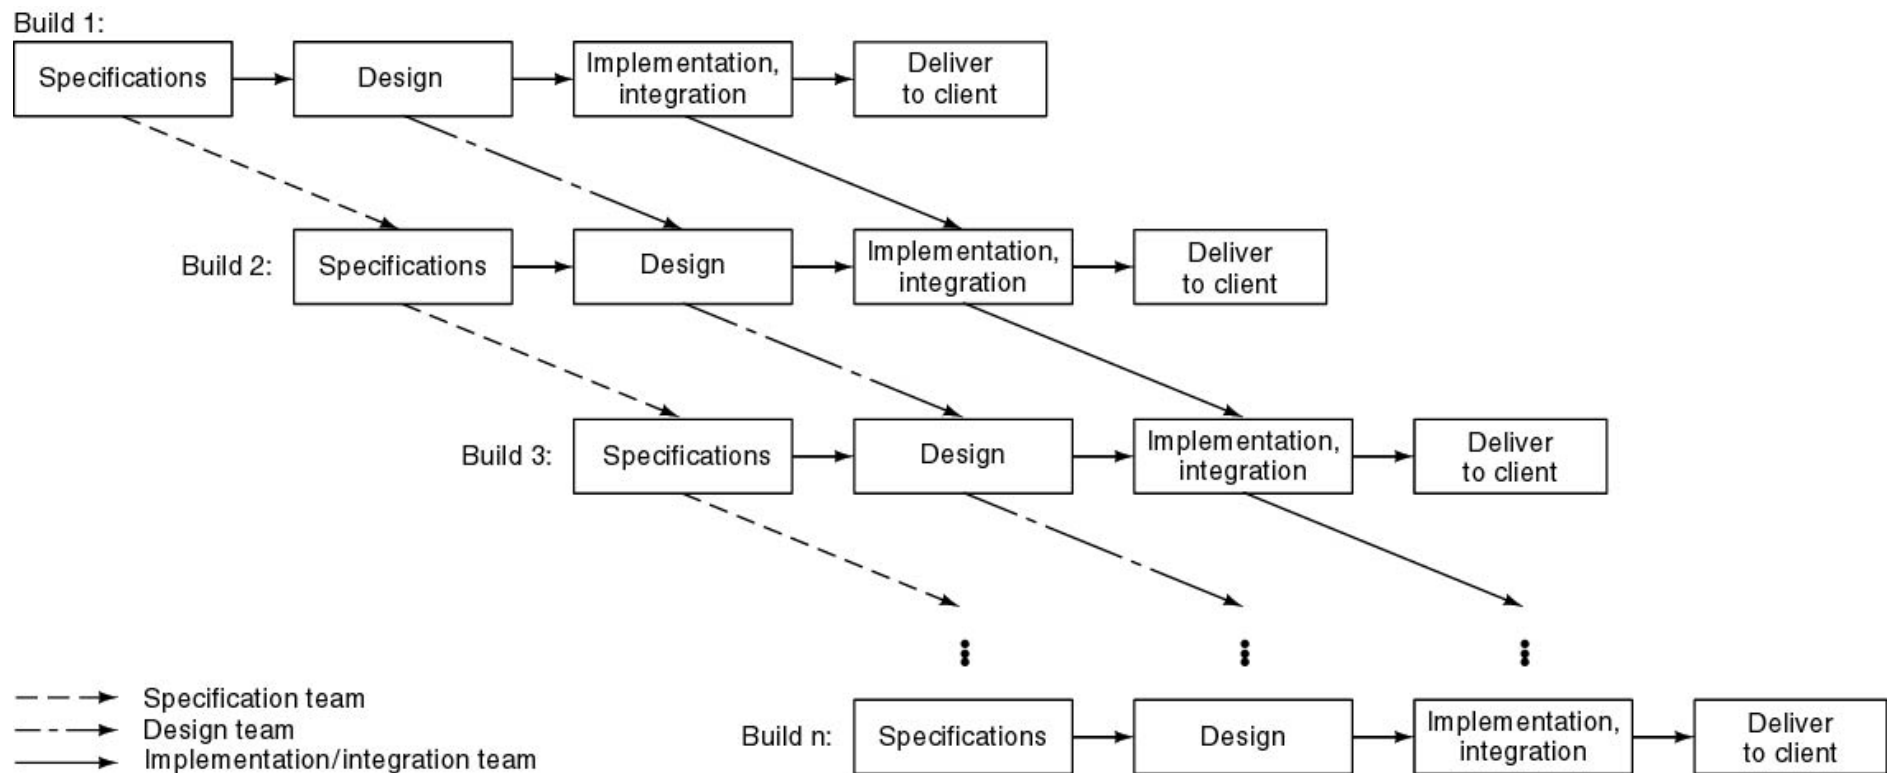 Build 1:
Specifications
Design
Implementation,
integration
Deliver
to client
Build 2:
Specifications
Design
Implementation,
integration
Deliver
to client
Build 3:
Specifications
Design
Implementation,
integration
Deliver
to client
Specification team
Design team
Implementation/integration team
Build n:
Specifications
Design
Implementation,
integration
Deliver
to client